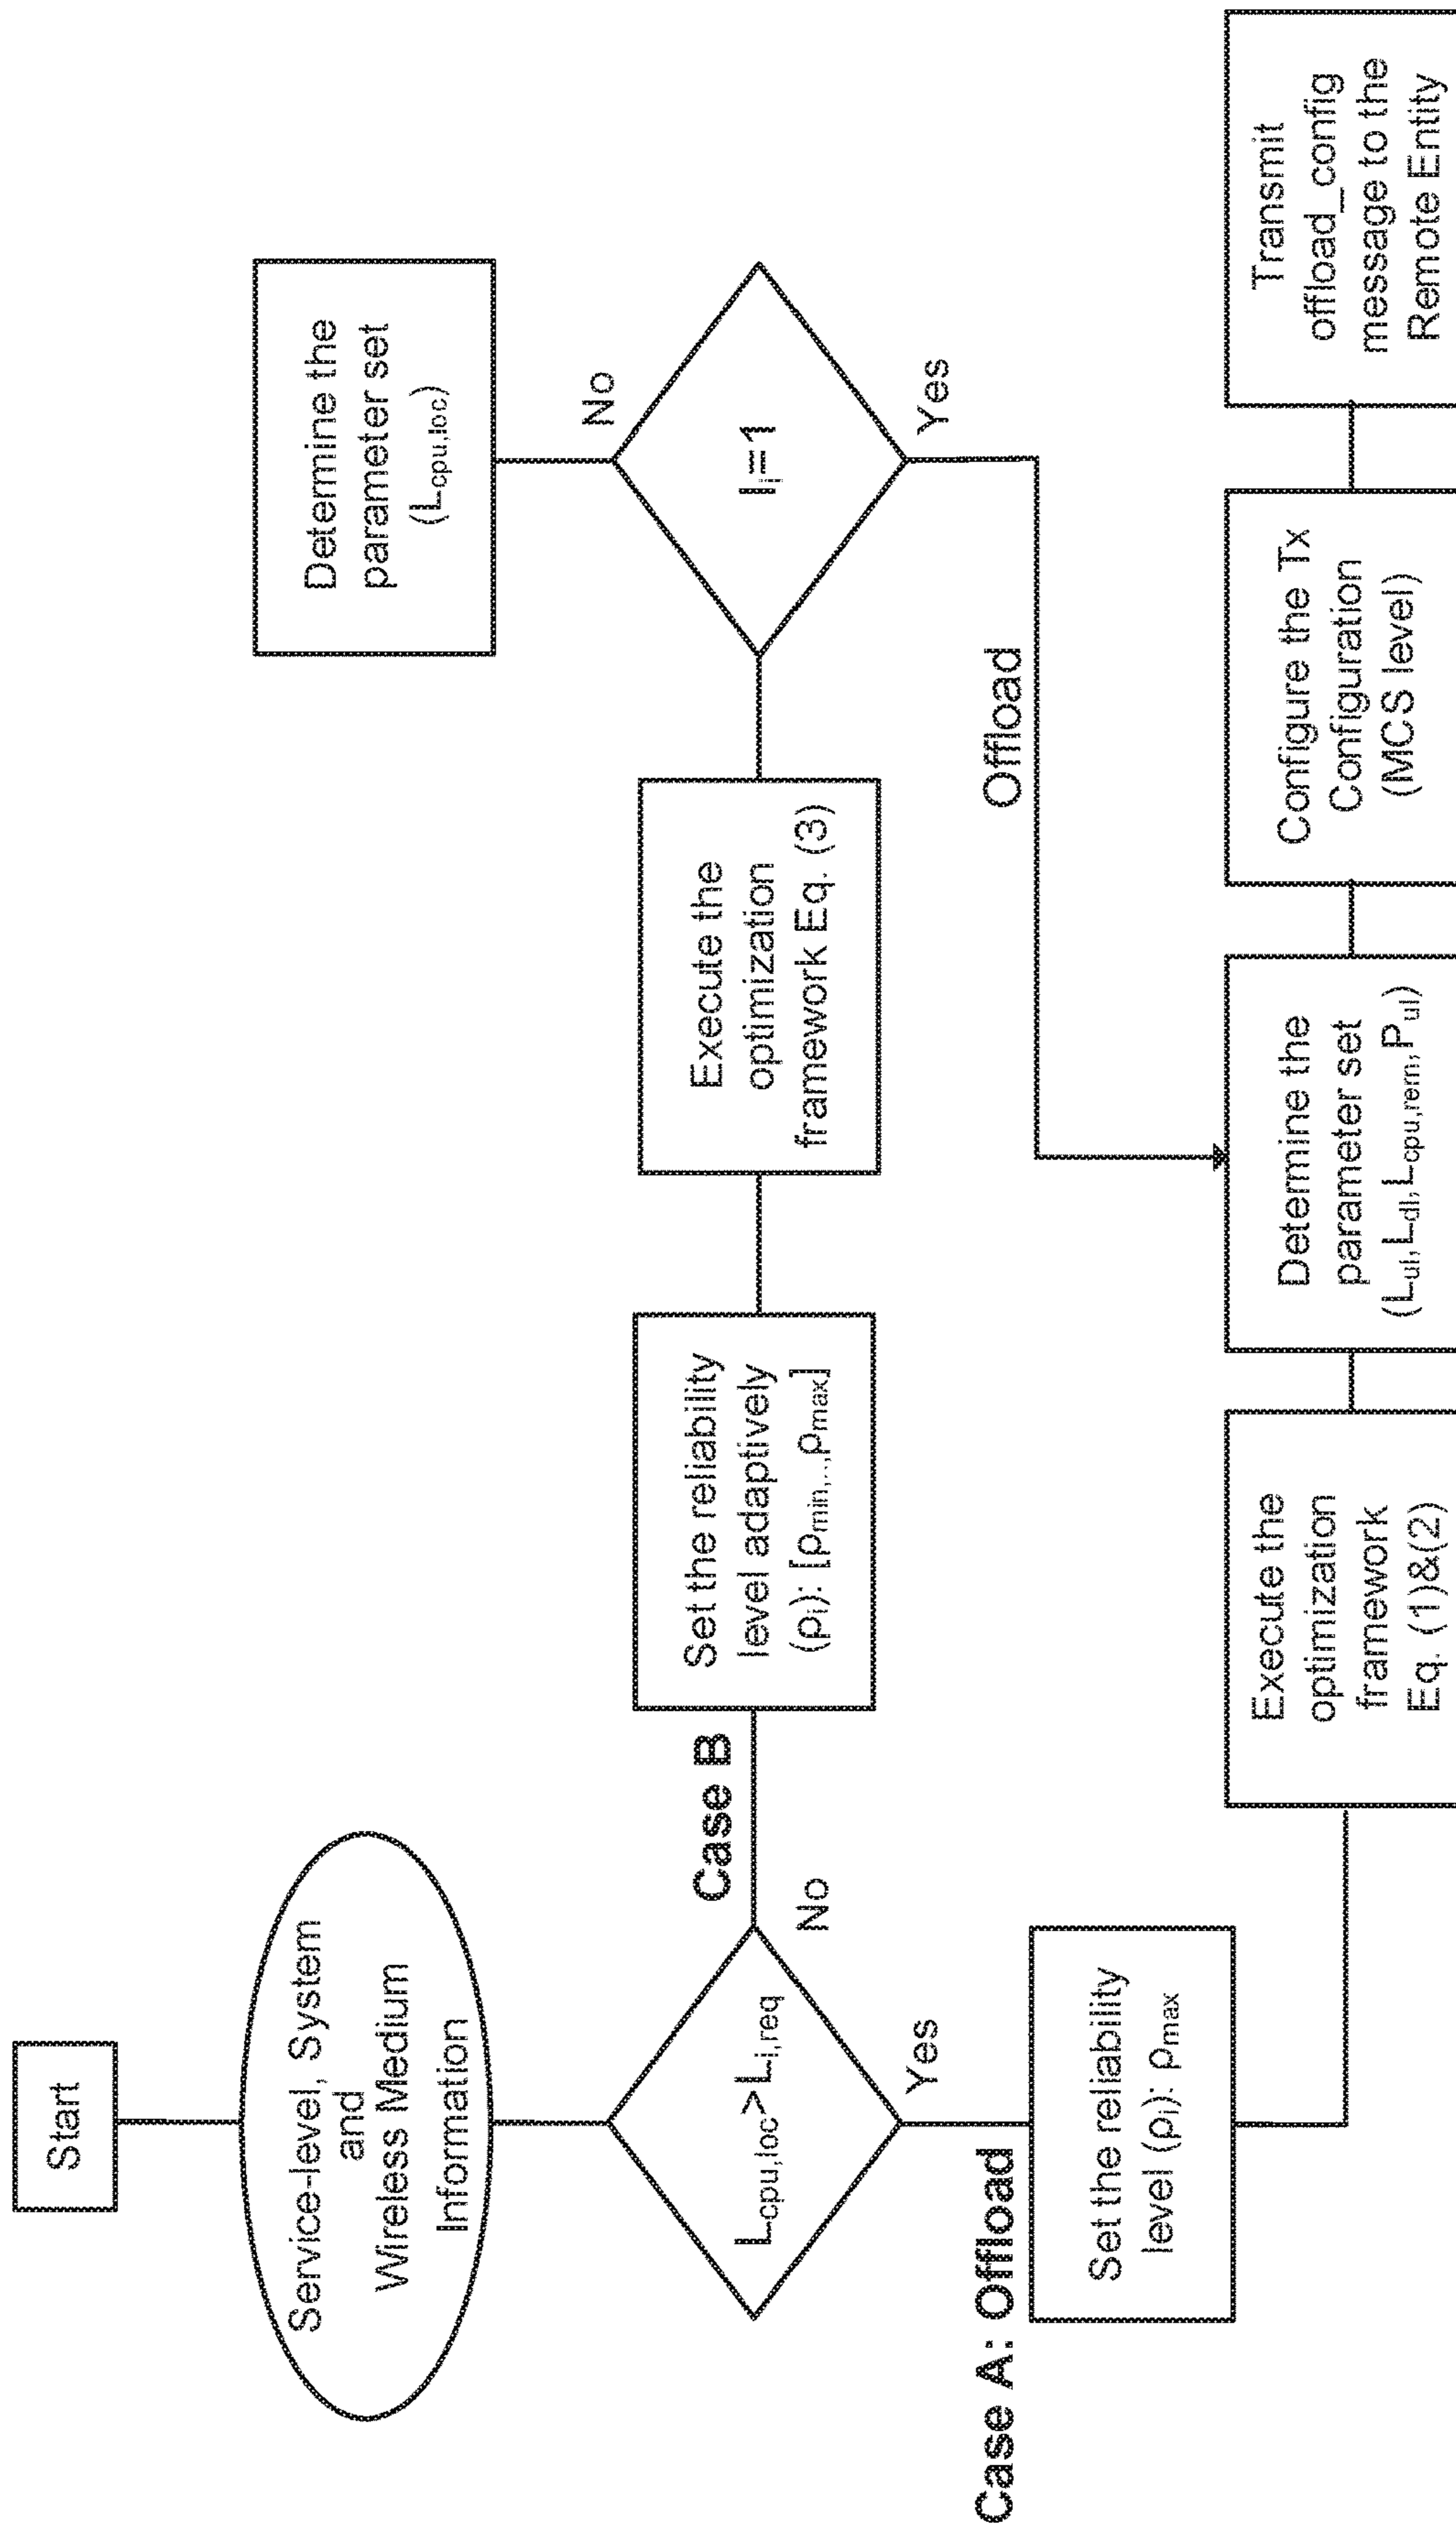 Start
Service-level, System
and
Wireless Medium
Information
L_cpu,loc>L_i,req
No
Case B
Yes
Case A: Offload
Set the reliability
level adaptively
(ρ_i): [ρ_min,..,ρ_max]
Execute the
optimization
framework Eq. (3)
I_i=1
No
Determine the
parameter set
(L_cpu,loc)
Yes
Offload
Set the reliability
level (ρ_i): ρ_max
Execute the
optimization
framework
Eq. (1)&(2)
Determine the
parameter set
(L_ul, L_dl, L_cpu,rem, P_ul)
Configure the Tx
Configuration
(MCS level)
Transmit
offload_config
message to the
Remote Entity